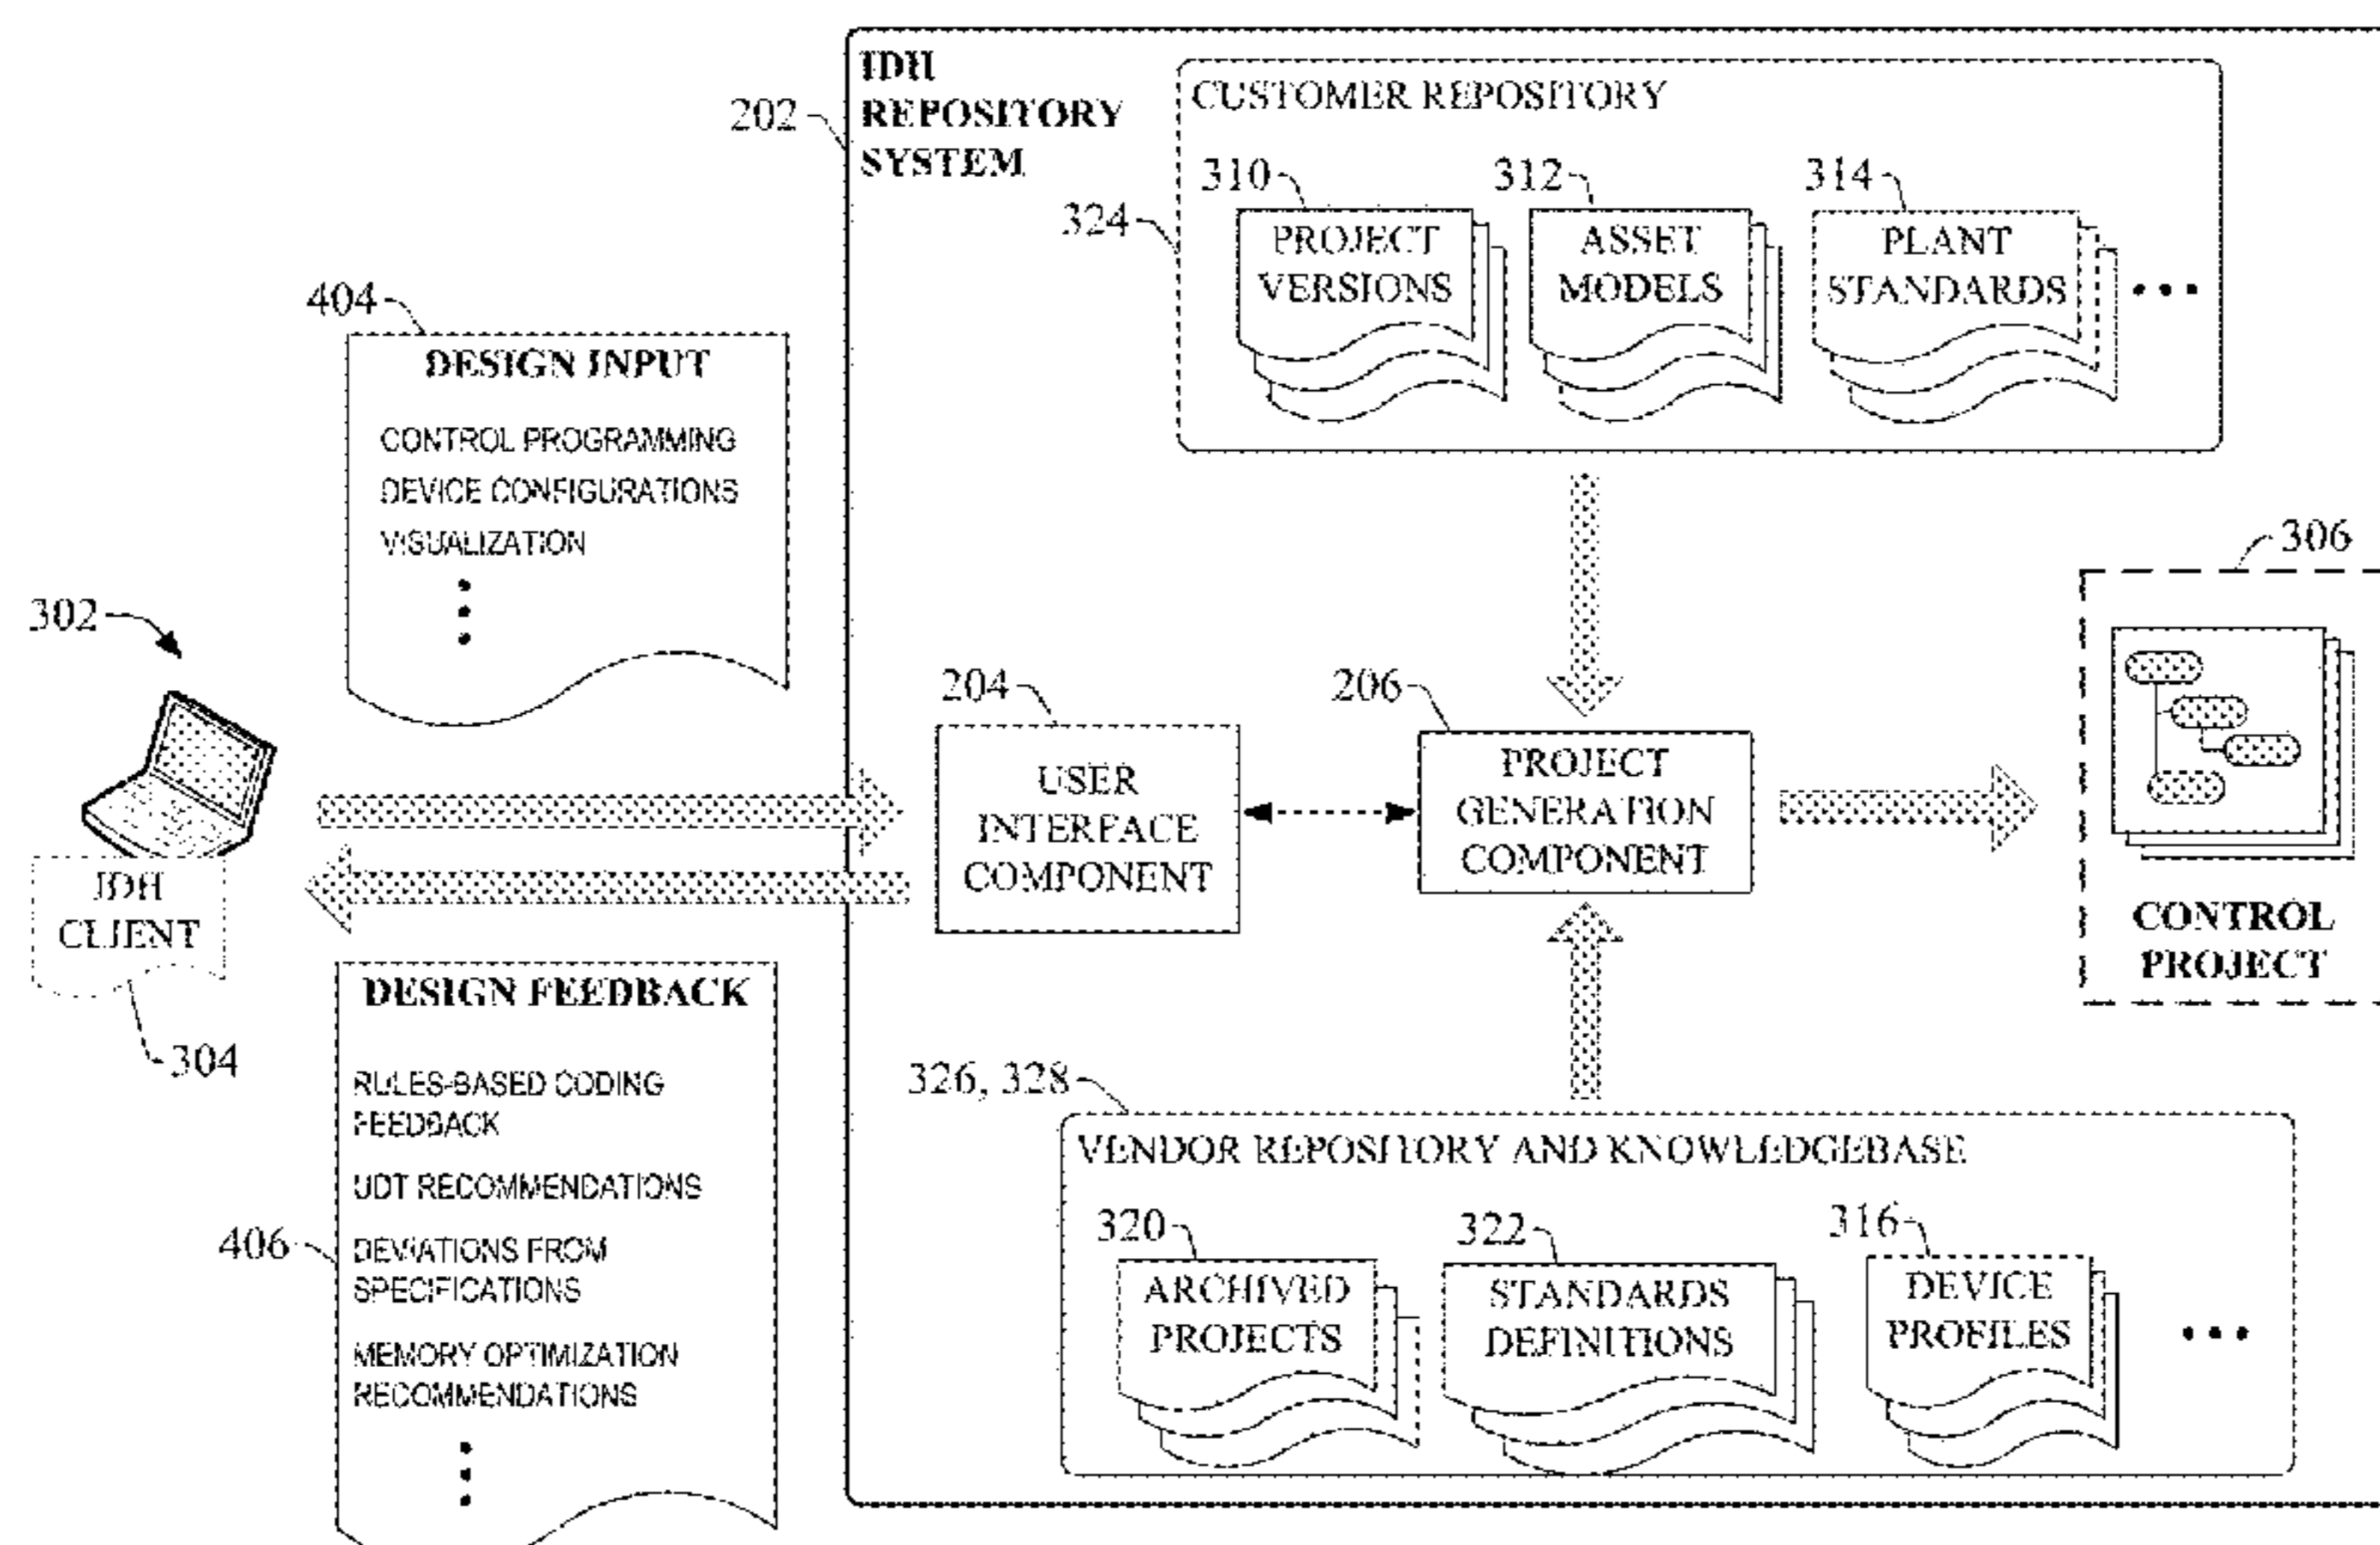 IDH
REPOSITORY
SYSTEM
202
CUSTOMER REPOSITORY
324
310
312
314
PROJECT
VERSIONS
ASSET
MODELS
PLANT
STANDARDS
404
DESIGN INPUT
CONTROL PROGRAMMING
DEVICE CONFIGURATIONS
VISUALIZATION
302
IDH
CLIENT
304
204
USER
INTERFACE
COMPONENT
206
PROJECT
GENERATION
COMPONENT
306
CONTROL
PROJECT
406
DESIGN FEEDBACK
RULES-BASED CODING
FEEDBACK
UDT RECOMMENDATIONS
DEVIATIONS FROM
SPECIFICATIONS
MEMORY OPTIMIZATION
RECOMMENDATIONS
326, 328
VENDOR REPOSITORY AND KNOWLEDGEBASE
320
322
316
ARCHIVED
PROJECTS
STANDARDS
DEFINITIONS
DEVICE
PROFILES